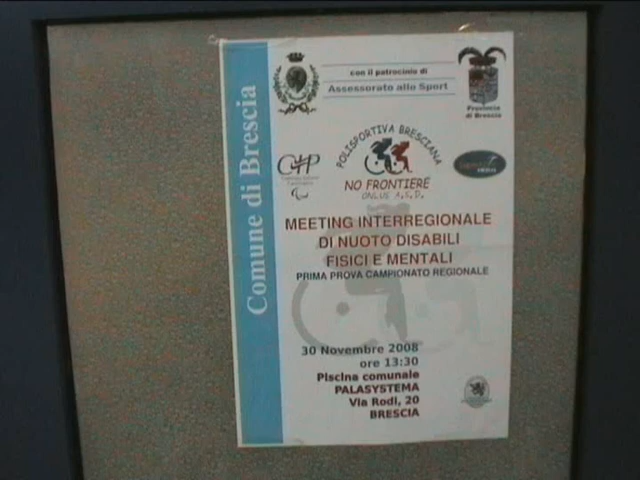 Comune di Brescia
con il patrocinio di
Assessorato allo Sport
Provincia
di Brescia
POLISPORTIVA BRESCIANA
NO FRONTIERE
ONLUS A.S.D.
MEETING INTERREGIONALE
DI NUOTO DISABILI
FISICI E MENTALI
PRIMA PROVA CAMPIONATO REGIONALE
30 Novembre 2008
ore 13:30
Piscina comunale
PALASYSTEMA
Via Rodi, 20
BRESCIA